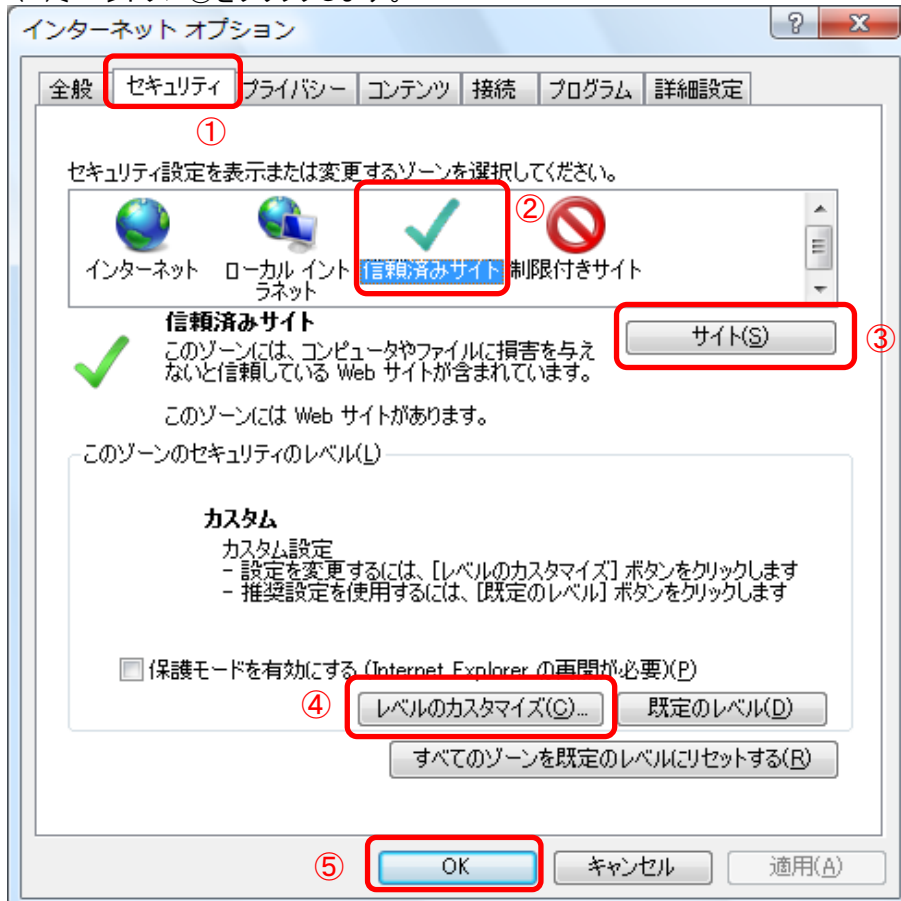 インターネット オプション
全般 セキュリティ プライバシー コンテンツ 接続 プログラム 詳細設定
①
セキュリティ設定を表示または変更するゾーンを選択してください。
②
インターネット
ローカル イントラネット
信頼済みサイト
制限付きサイト
信頼済みサイト
サイト(S)
③
このゾーンには、コンピュータやファイルに損害を与え
ないと信頼している Web サイトが含まれています。
このゾーンには Web サイトがあります。
このゾーンのセキュリティのレベル(L)
カスタム
カスタム設定
- 設定を変更するには、[レベルのカスタマイズ] ボタンをクリックします
- 推奨設定を使用するには、[既定のレベル] ボタンをクリックします
保護モードを有効にする (Internet Explorer の再開が必要)(P)
④ レベルのカスタマイズ(C)... 既定のレベル(D)
すべてのゾーンを既定のレベルにリセットする(R)
⑤ OK キャンセル 適用(A)